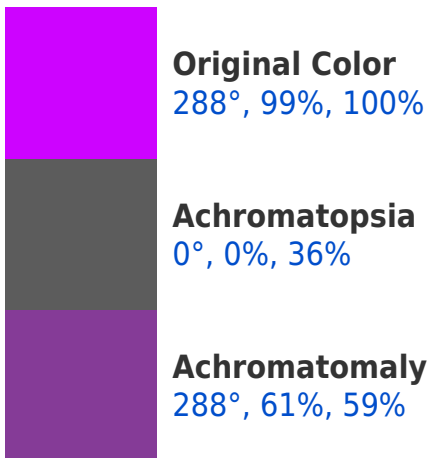 Original Color
288°, 99%, 100%
Achromatopsia
0°, 0%, 36%
Achromatomaly
288°, 61%, 59%